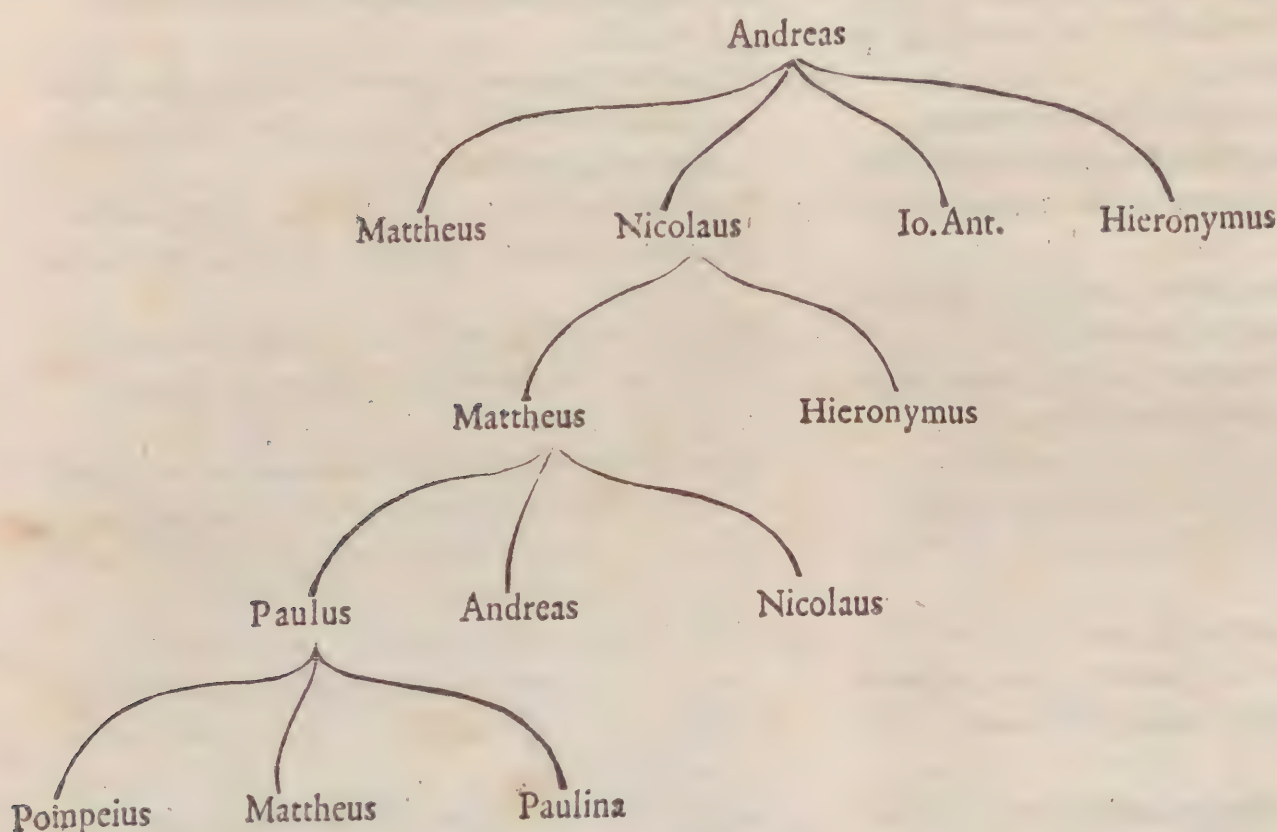 Andreas
Mattheus Nicolaus Io. Ant. Hieronymus
Mattheus Hieronymus
Paulus Andreas Nicolaus
Pompeius Mattheus Paulina